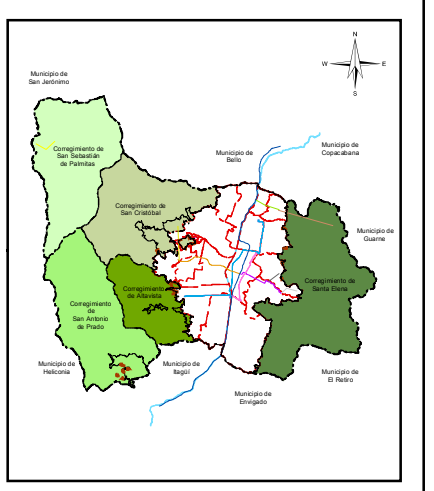 N
W
E
S
Municipio de
San Jerónimo
Corregimiento de
San Sebastián
de Palmitas
Municipio de
Bello
Municipio de
Copacabana
Corregimiento de
San Cristóbal
Municipio de
Guarne
Corregimiento
de Altavista
Corregimiento de
Santa Elena
Corregimiento
de
San Antonio
de Prado
Municipio de
Heliconia
Municipio de
Itagüí
Municipio de
El Retiro
Municipio de
Envigado